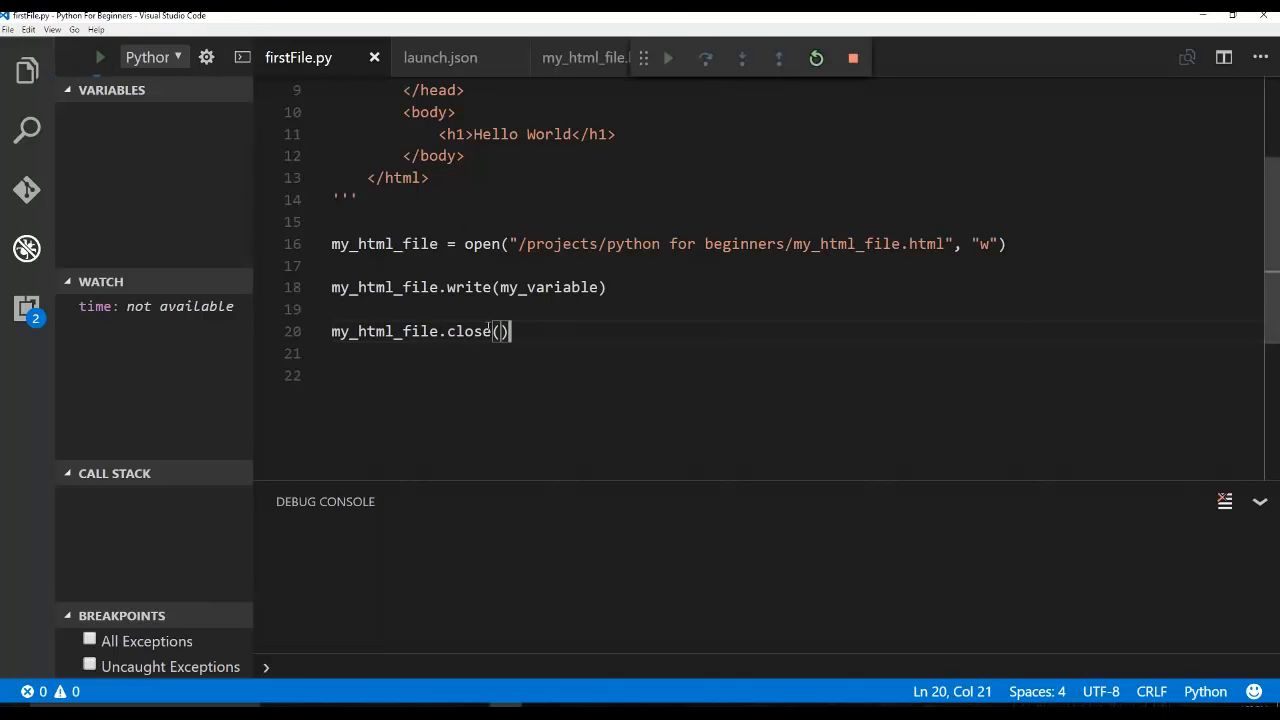 firstFile.py - Python For Beginners - Visual Studio Code
File Edit View Go Help
Python
firstFile.py
launch.json
my_html_file.
VARIABLES
WATCH
time: not available
CALL STACK
BREAKPOINTS
All Exceptions
Uncaught Exceptions
2
9 </head>
10 <body>
11 <h1>Hello World</h1>
12 </body>
13 </html>
14 '''
15
16 my_html_file = open("/projects/python for beginners/my_html_file.html", "w")
17
18 my_html_file.write(my_variable)
19
20 my_html_file.close()
21
22
DEBUG CONSOLE
0 0 Ln 20, Col 21 Spaces: 4 UTF-8 CRLF Python